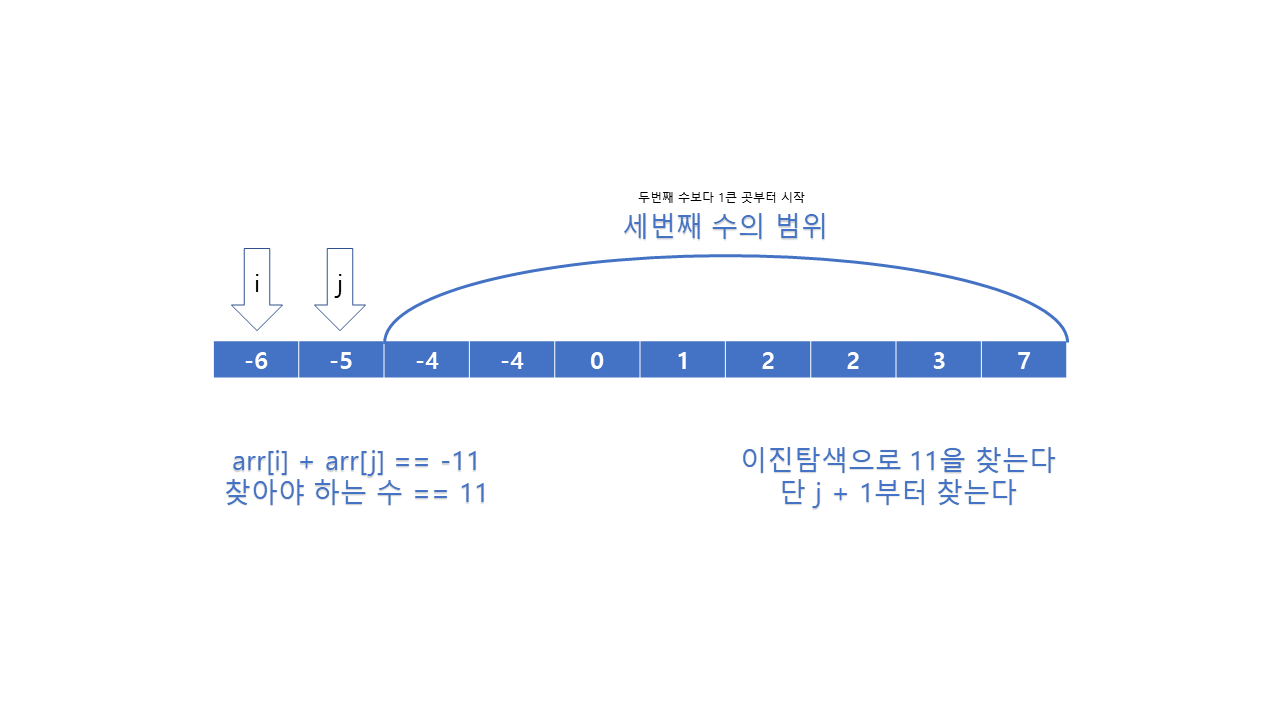 두번째 수보다 1큰 곳부터 시작
세번째 수의 범위
i j
-6 -5 -4 -4 0 1 2 2 3 7
arr[i] + arr[j] == -11
찾아야 하는 수 == 11
이진탐색으로 11을 찾는다
단 j + 1부터 찾는다